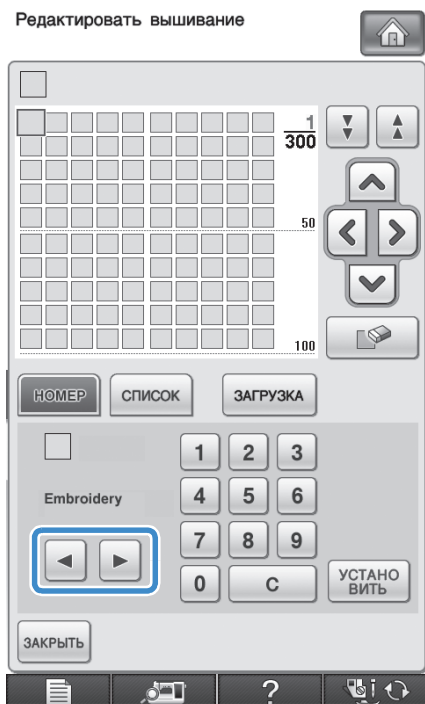 Редактировать вышивание
1
300
50
100
НОМЕР СПИСОК ЗАГРУЗКА
1 2 3
Embroidery 4 5 6
7 8 9
0 C УСТАНО
ВИТЬ
ЗАКРЫТЬ
?